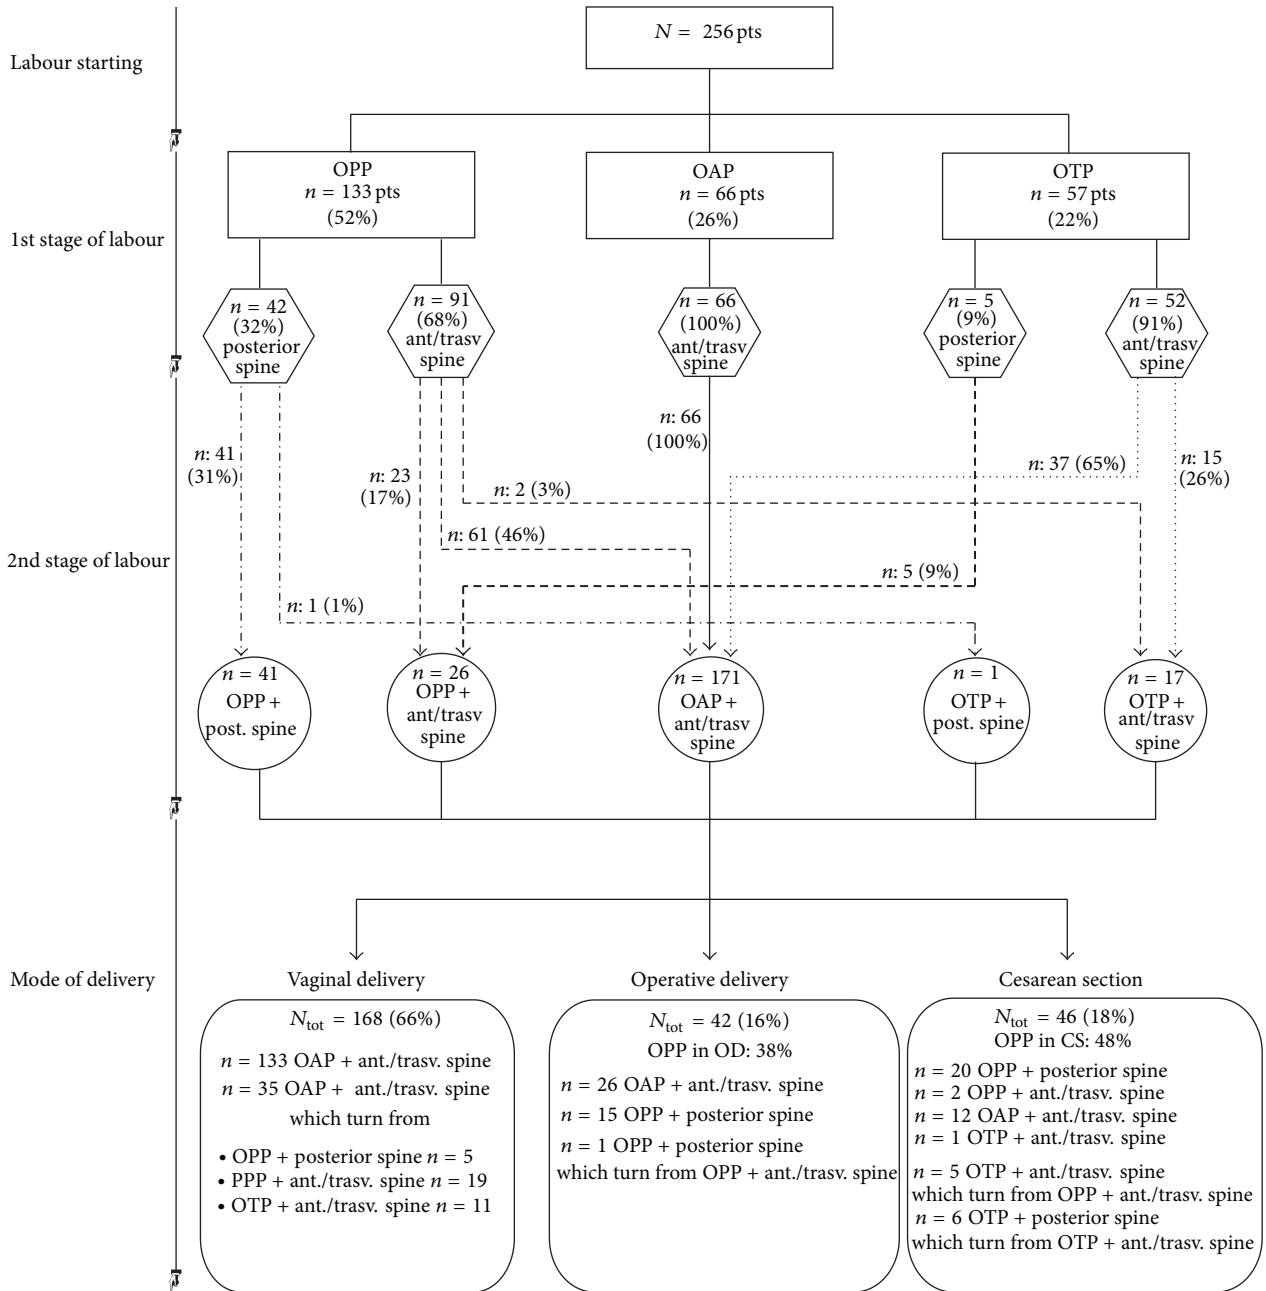 Labour starting
N = 256 pts
1st stage of labour
OPP
n = 133 pts
(52%)
OAP
n = 66 pts
(26%)
OTP
n = 57 pts
(22%)
n = 42
(32%)
posterior
spine
n = 91
(68%)
ant/trasv
spine
n = 66
(100%)
ant/trasv
spine
n = 5
(9%)
posterior
spine
n = 52
(91%)
ant/trasv
spine
2nd stage of labour
n: 41
(31%)
n: 23
(17%)
n: 2 (3%)
n: 61 (46%)
n: 1 (1%)
n: 66
(100%)
n: 5 (9%)
n: 37 (65%)
n: 15
(26%)
n = 41
OPP +
post. spine
n = 26
OPP +
ant/trasv
spine
n = 171
OAP +
ant/trasv
spine
n = 1
OTP +
post. spine
n = 17
OTP +
ant/trasv
spine
Mode of delivery
Vaginal delivery
Ntot = 168 (66%)
n = 133 OAP + ant./trasv. spine
n = 35 OAP + ant./trasv. spine
which turn from
• OPP + posterior spine n = 5
• PPP + ant./trasv. spine n = 19
• OTP + ant./trasv. spine n = 11
Operative delivery
Ntot = 42 (16%)
OPP in OD: 38%
n = 26 OAP + ant./trasv. spine
n = 15 OPP + posterior spine
n = 1 OPP + posterior spine
which turn from OPP + ant./trasv. spine
Cesarean section
Ntot = 46 (18%)
OPP in CS: 48%
n = 20 OPP + posterior spine
n = 2 OPP + ant./trasv. spine
n = 12 OAP + ant./trasv. spine
n = 1 OTP + ant./trasv. spine
n = 5 OTP + ant./trasv. spine
which turn from OPP + ant./trasv. spine
n = 6 OTP + posterior spine
which turn from OTP + ant./trasv. spine